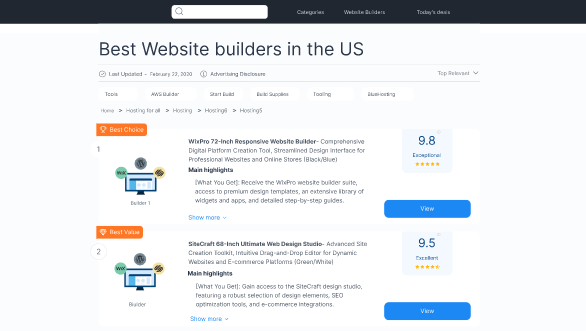 Categories Website Builders Today's deals
Best Website builders in the US
Last Updated - February 22, 2020 Advertising Disclosure Top Relevant
Tools AWS Builder Start Build Build Supplies Tooling BlueHosting
Home > Hosting for all > Hosting > Hosting6 > Hosting5
Best Choice
1
WIX
Builder 1
WixPro 72-Inch Responsive Website Builder- Comprehensive
Digital Platform Creation Tool, Streamlined Design Interface for
Professional Websites and Online Stores (Black/Blue)
Main highlights
[What You Get]: Receive the WixPro website builder suite,
access to premium design templates, an extensive library of
widgets and apps, and detailed step-by-step guides.
Show more
9.8
Exceptional
View
Best Value
2
WIX
Builder
SiteCraft 68-Inch Ultimate Web Design Studio- Advanced Site
Creation Toolkit, Intuitive Drag-and-Drop Editor for Dynamic
Websites and E-commerce Platforms (Green/White)
Main highlights
[What You Get]: Gain access to the SiteCraft design studio,
featuring a robust selection of design elements, SEO
optimization tools, and e-commerce integrations.
Show more
9.5
Excellent
View